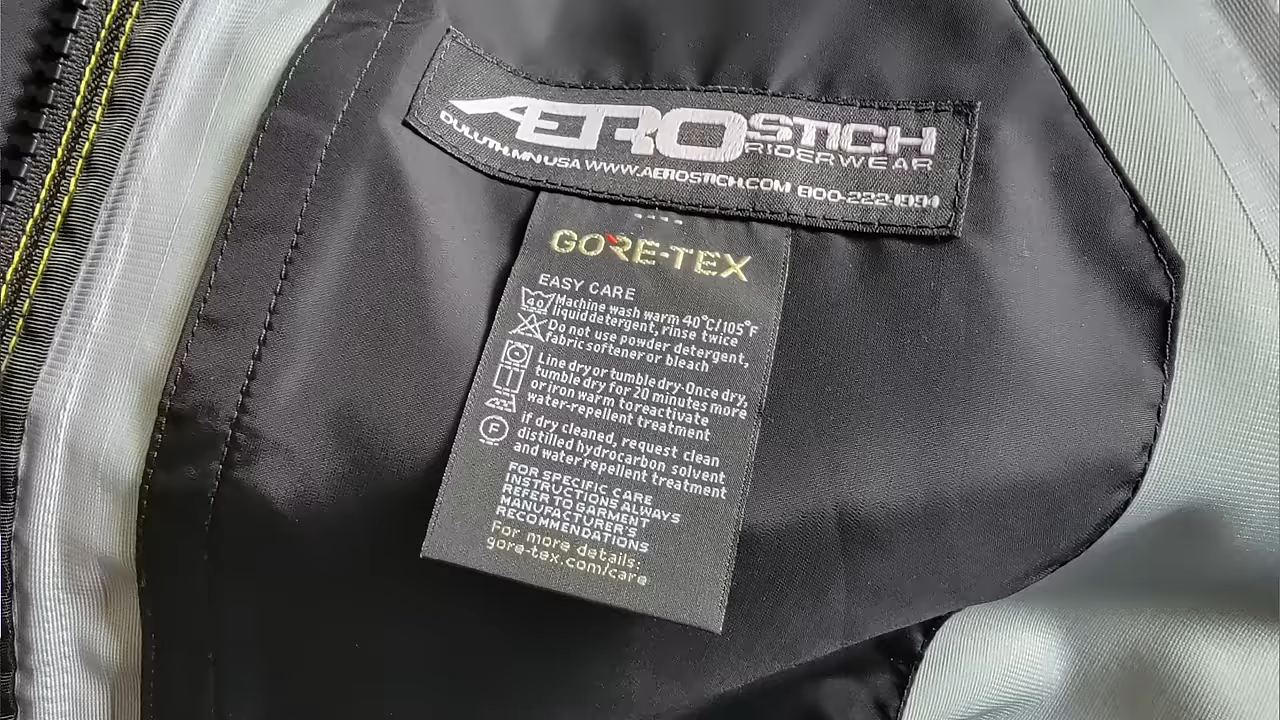 AEROSTICH
RIDERWEAR
DULUTH, MN USA WWW.AEROSTICH.COM 800-222-1994
GORE-TEX
EASY CARE
40
Machine wash warm 40°C/105°F
liquid detergent, rinse twice
Do not use powder detergent,
fabric softener or bleach
Line dry or tumble dry-Once dry,
tumble dry for 20 minutes more
or iron warm to reactivate
water-repellent treatment
F
if dry cleaned, request clean
distilled hydrocarbon solvent
and water repellent treatment
FOR SPECIFIC CARE
INSTRUCTIONS ALWAYS
REFER TO GARMENT
MANUFACTURER'S
RECOMMENDATIONS
For more details:
gore-tex.com/care